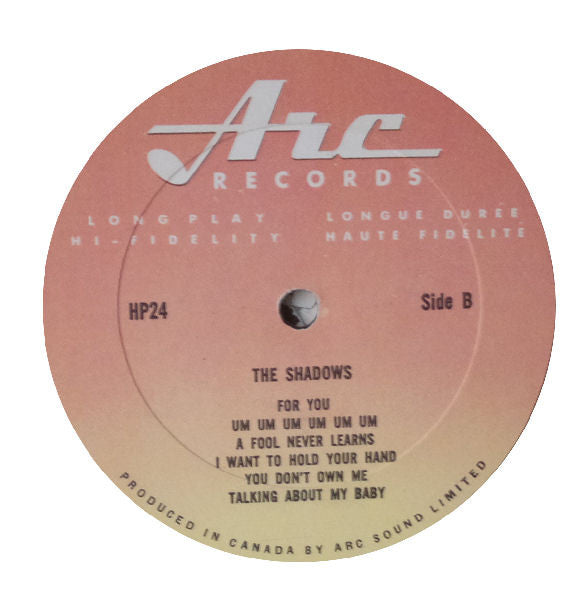 Arc
RECORDS
LONG PLAY
HI-FIDELITY
LONGUE DUREE
HAUTE FIDELITE
HP24
Side B
THE SHADOWS
FOR YOU
UM UM UM UM UM UM
A FOOL NEVER LEARNS
I WANT TO HOLD YOUR HAND
YOU DON'T OWN ME
TALKING ABOUT MY BABY
PRODUCED IN CANADA BY ARC SOUND LIMITED